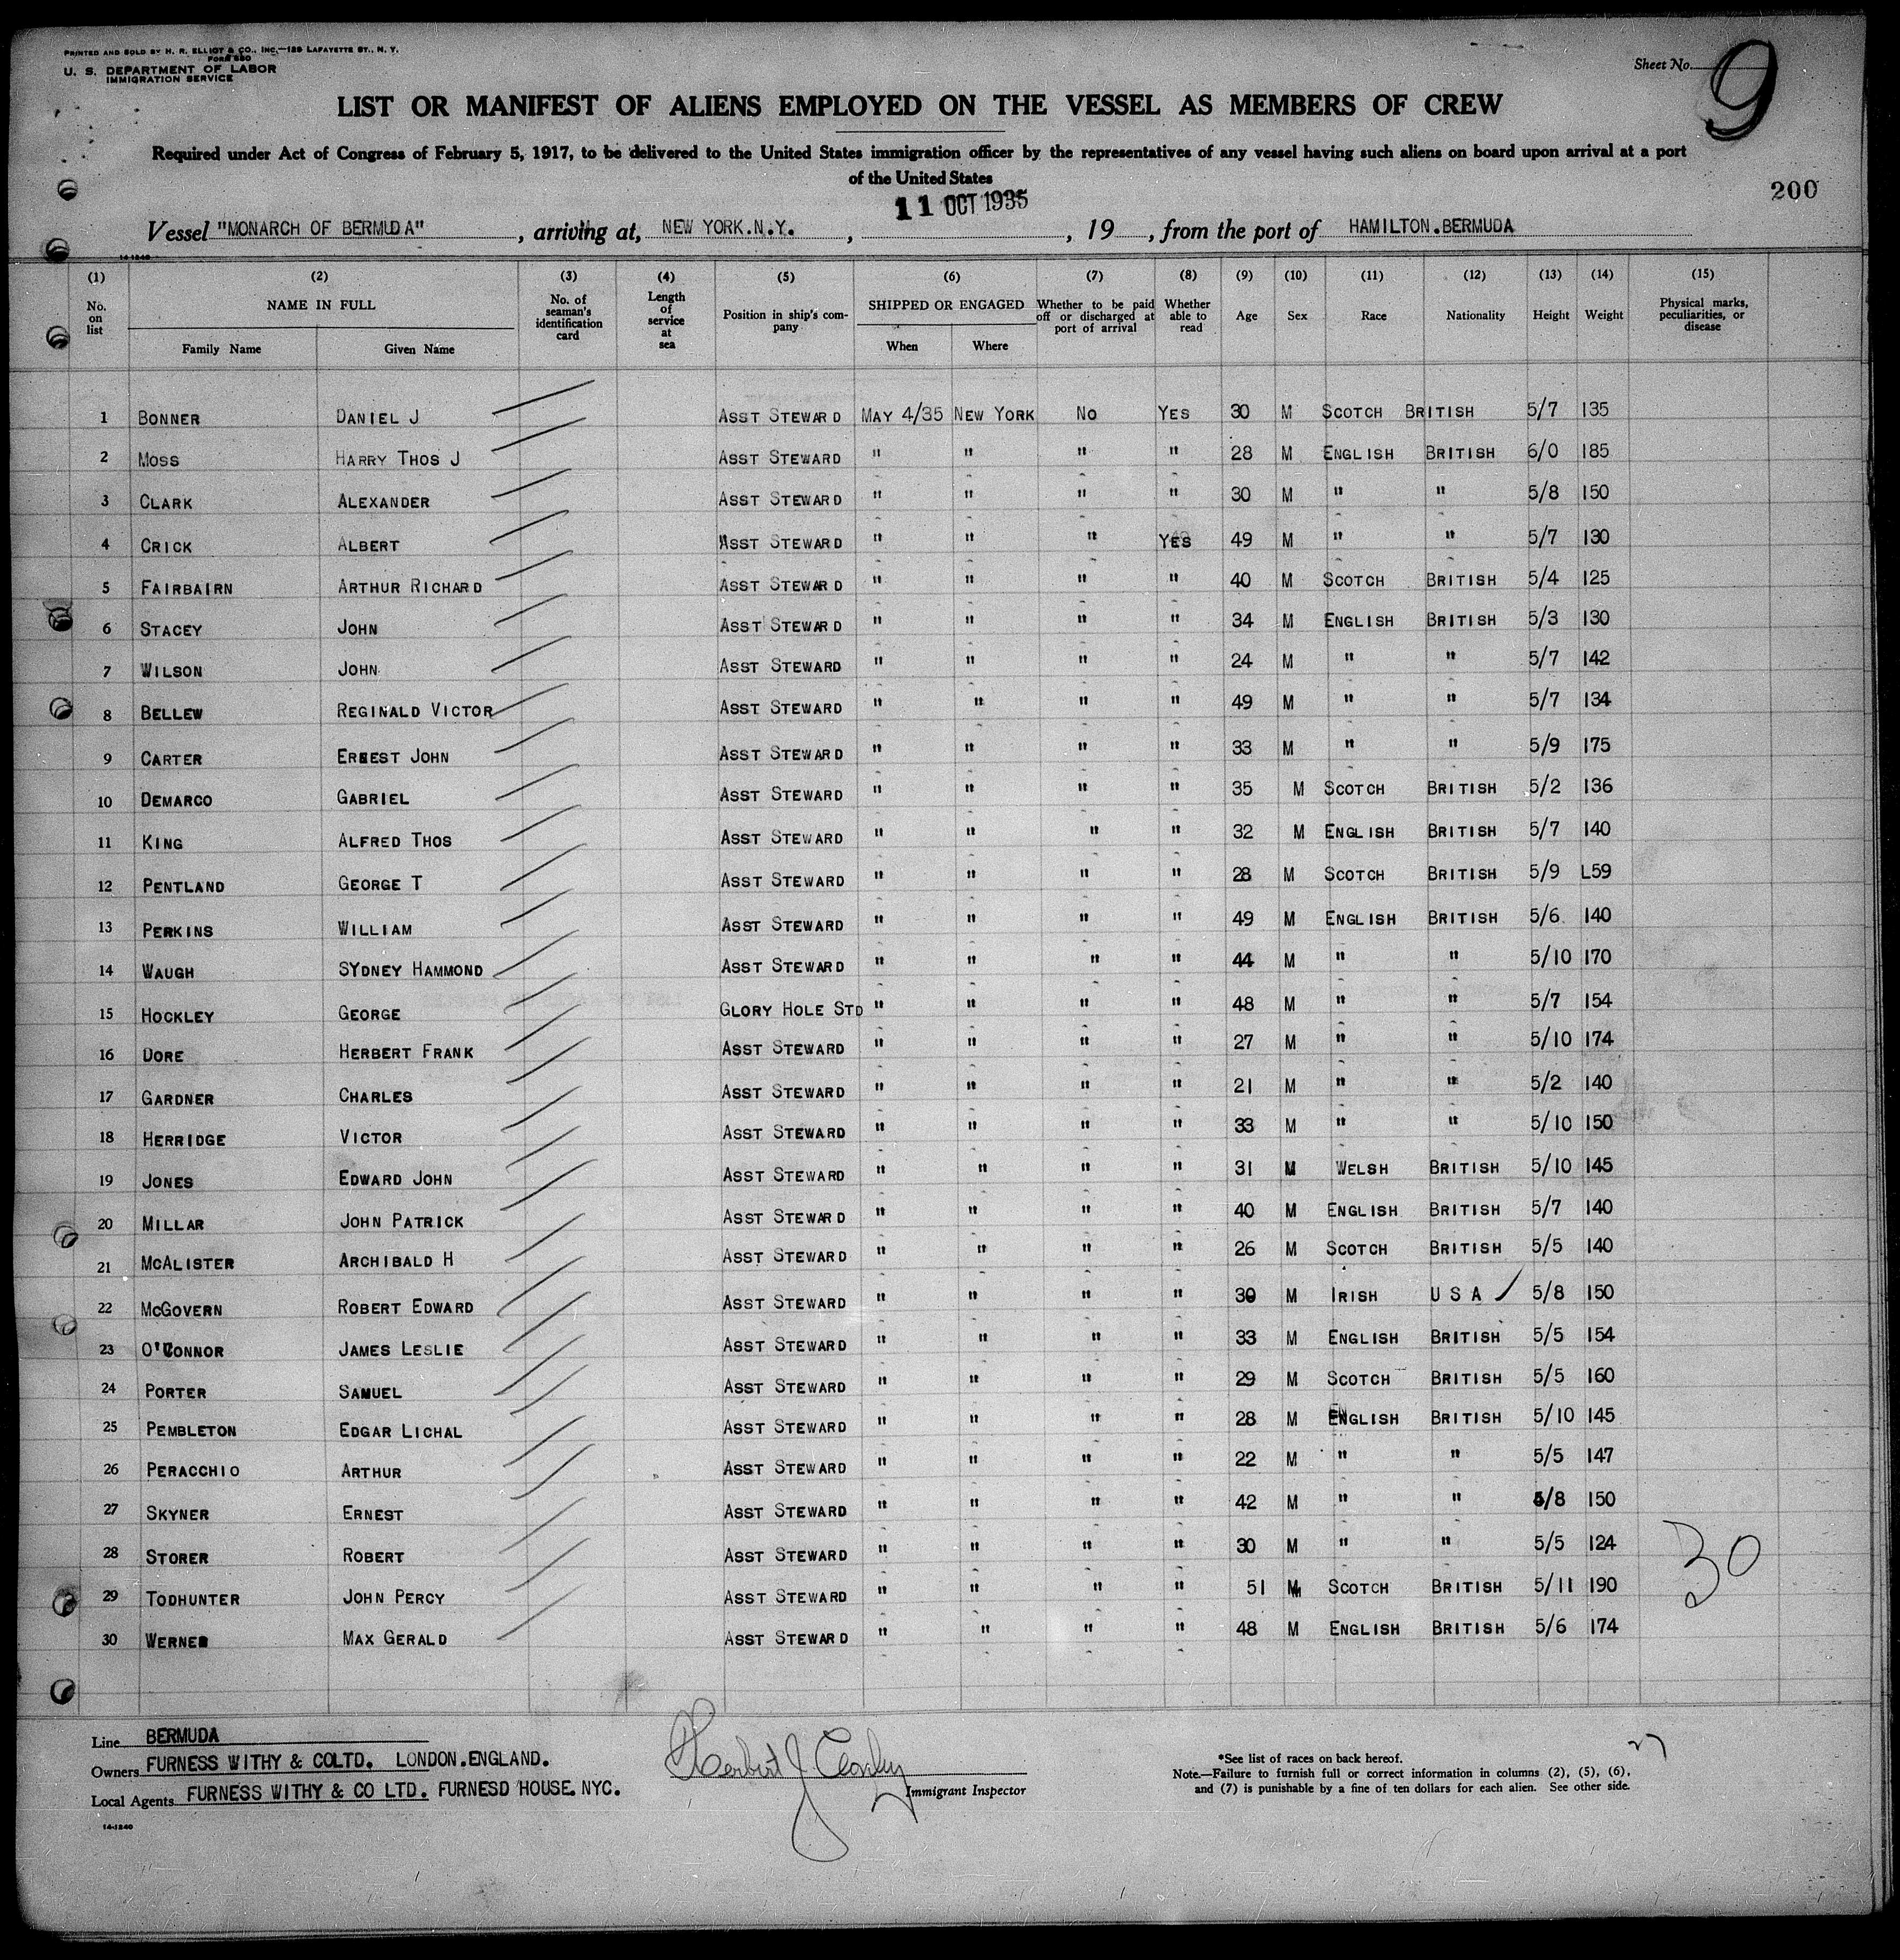 PRINTED AND SOLD BY H. R. ELLIOT & CO., INC.—129 LAFAYETTE ST., N. Y.
FORM 680
U. S. DEPARTMENT OF LABOR
IMMIGRATION SERVICE
Sheet No. 9
LIST OR MANIFEST OF ALIENS EMPLOYED ON THE VESSEL AS MEMBERS OF CREW
Required under Act of Congress of February 5, 1917, to be delivered to the United States immigration officer by the representatives of any vessel having such aliens on board upon arrival at a port
of the United States
200
11 OCT 1935
Vessel "MONARCH OF BERMUDA", arriving at, NEW YORK.N.Y., , 19 , from the port of HAMILTON.BERMUDA
14-1240
(1) (2) (3) (4) (5) (6) (7) (8) (9) (10) (11) (12) (13) (14) (15)
No. on list NAME IN FULL Family Name Given Name No. of seaman's identification card Length of service at sea Position in ship's company SHIPPED OR ENGAGED When Where Whether to be paid off or discharged at port of arrival Whether able to read Age Sex Race Nationality Height Weight Physical marks, peculiarities, or disease
1 BONNER DANIEL J ASST STEWARD MAY 4/35 NEW YORK NO YES 30 M SCOTCH BRITISH 5/7 135
2 MOSS HARRY THOS J ASST STEWARD " " " " 28 M ENGLISH BRITISH 6/0 185
3 CLARK ALEXANDER ASST STEWARD " " " " 30 M " " 5/8 150
4 CRICK ALBERT ASST STEWARD " " " YES 49 M " " 5/7 130
5 FAIRBAIRN ARTHUR RICHARD ASST STEWARD " " " " 40 M SCOTCH BRITISH 5/4 125
6 STACEY JOHN ASST STEWARD " " " " 34 M ENGLISH BRITISH 5/3 130
7 WILSON JOHN ASST STEWARD " " " " 24 M " " 5/7 142
8 BELLEW REGINALD VICTOR ASST STEWARD " " " " 49 M " " 5/7 134
9 CARTER ERNEST JOHN ASST STEWARD " " " " 33 M " " 5/9 175
10 DEMARCO GABRIEL ASST STEWARD " " " " 35 M SCOTCH BRITISH 5/2 136
11 KING ALFRED THOS ASST STEWARD " " " " 32 M ENGLISH BRITISH 5/7 140
12 PENTLAND GEORGE T ASST STEWARD " " " " 28 M SCOTCH BRITISH 5/9 L59
13 PERKINS WILLIAM ASST STEWARD " " " " 49 M ENGLISH BRITISH 5/6. 140
14 WAUGH SYDNEY HAMMOND ASST STEWARD " " " " 44 M " " 5/10 170
15 HOCKLEY GEORGE GLORY HOLE STD " " " " 48 M " " 5/7 154
16 DORE HERBERT FRANK ASST STEWARD " " " " 27 M " " 5/10 174
17 GARDNER CHARLES ASST STEWARD " " " " 21 M " " 5/2 140
18 HERRIDGE VICTOR ASST STEWARD " " " " 33 M " " 5/10 150
19 JONES EDWARD JOHN ASST STEWARD " " " " 31 M WELSH BRITISH 5/10 145
20 MILLAR JOHN PATRICK ASST STEWARD " " " " 40 M ENGLISH BRITISH 5/7 140
21 MCALISTER ARCHIBALD H ASST STEWARD " " " " 26 M SCOTCH BRITISH 5/5 140
22 MCGOVERN ROBERT EDWARD ASST STEWARD " " " " 30 M IRISH U S A 5/8 150
23 O'CONNOR JAMES LESLIE ASST STEWARD " " " " 33 M ENGLISH BRITISH 5/5 154
24 PORTER SAMUEL ASST STEWARD " " " " 29 M SCOTCH BRITISH 5/5 160
25 PEMBLETON EDGAR LICHAL ASST STEWARD " " " " 28 M ENGLISH BRITISH 5/10 145
26 PERACCHIO ARTHUR ASST STEWARD " " " " 22 M " " 5/5 147
27 SKYNER ERNEST ASST STEWARD " " " " 42 M " " 5/8 150
28 STORER ROBERT ASST STEWARD " " " " 30 M " " 5/5 124
29 TODHUNTER JOHN PERCY ASST STEWARD " " " " 51 M SCOTCH BRITISH 5/11 190
30 WERNER MAX GERALD ASST STEWARD " " " " 48 M ENGLISH BRITISH 5/6 174
30
Line BERMUDA
Owners FURNESS WITHY & COLTD. LONDON.ENGLAND.
Local Agents FURNESS WITHY & CO LTD. FURNESD HOUSE. NYC.
14-1240
Herbert J.
Immigrant Inspector
*See list of races on back hereof.
Note.—Failure to furnish full or correct information in columns (2), (5), (6),
and (7) is punishable by a fine of ten dollars for each alien. See other side.